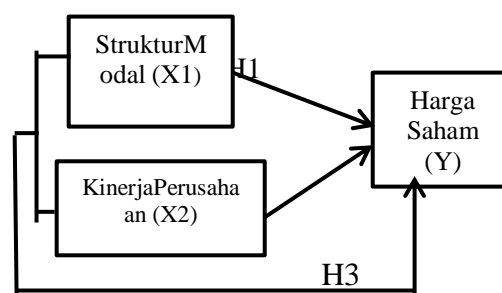 StrukturM
odal (X1)
H1
Harga
Saham
(Y)
KinerjaPerusaha
an (X2)
H3